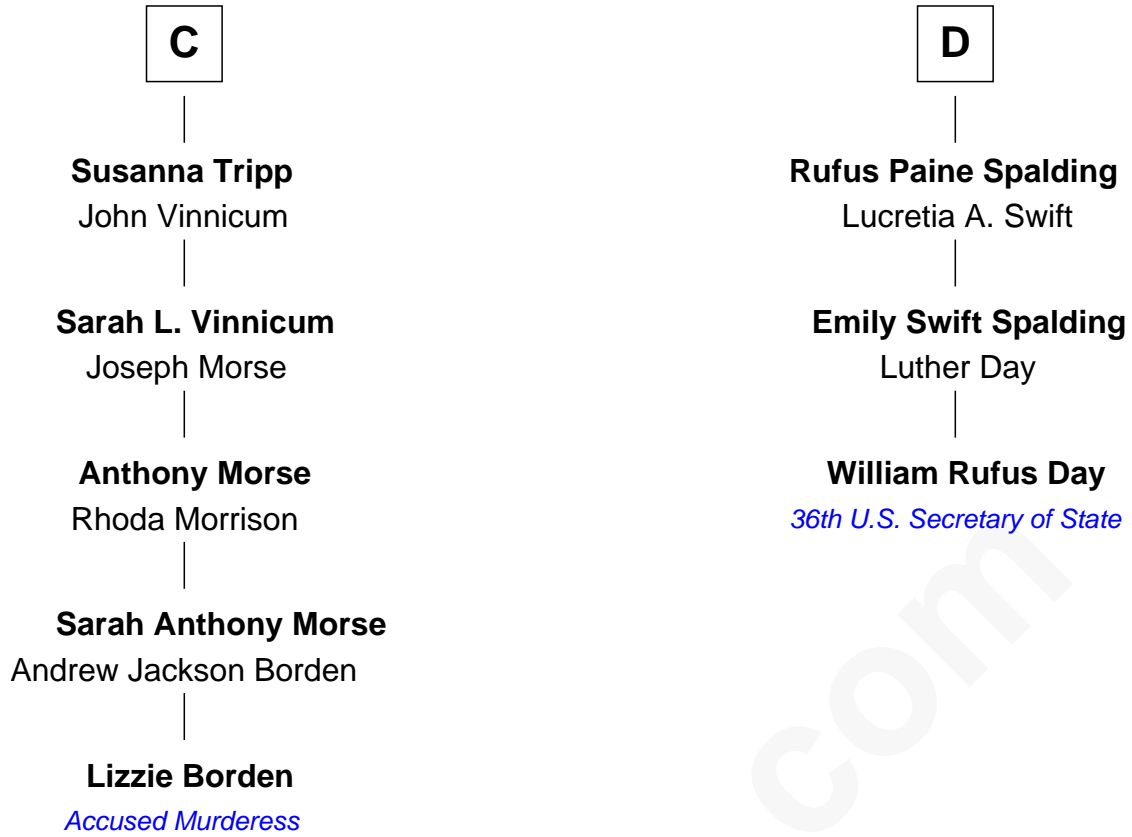 C
Susanna Tripp
John Vinnicum
Sarah L. Vinnicum
Joseph Morse
Anthony Morse
Rhoda Morrison
Sarah Anthony Morse
Andrew Jackson Borden
Lizzie Borden
Accused Murderess
D
Rufus Paine Spalding
Lucretia A. Swift
Emily Swift Spalding
Luther Day
William Rufus Day
36th U.S. Secretary of State
com